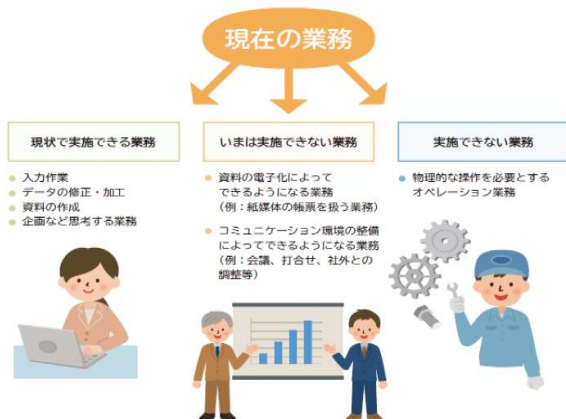 現在の業務
現状で実施できる業務
● 入力作業
● データの修正・加工
● 資料の作成
● 企画など思考する業務
いまは実施できない業務
● 資料の電子化によって
できるようになる業務
（例：紙媒体の帳票を扱う業務）
● コミュニケーション環境の整備
によってできるようになる業務
（例：会議、打合せ、社外との
調整等）
実施できない業務
● 物理的な操作を必要とする
オペレーション業務